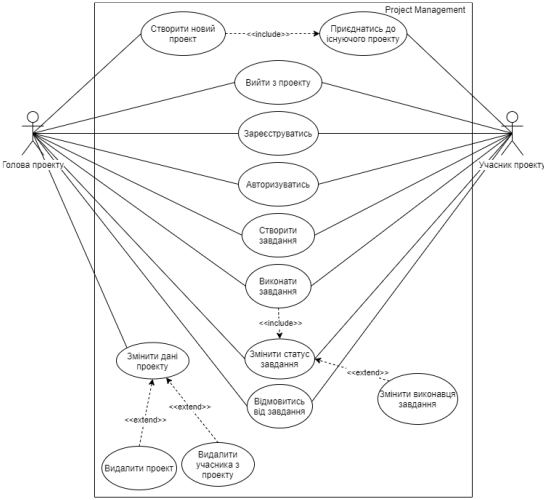 Project Management
Створити новий
проект
<<include>>
Приєднатись до
існуючого проекту
Вийти з проекту
Зареєструватись
Голова проекту
Учасник проекту
Авторизуватись
Створити
завдання
Виконати
завдання
<<include>>
Змінити дані
проекту
Змінити статус
завдання
<<extend>>
Змінити виконавця
завдання
<<extend>>
<<extend>>
Відмовитись
від завдання
Видалити проект
Видалити
учасника з
проекту